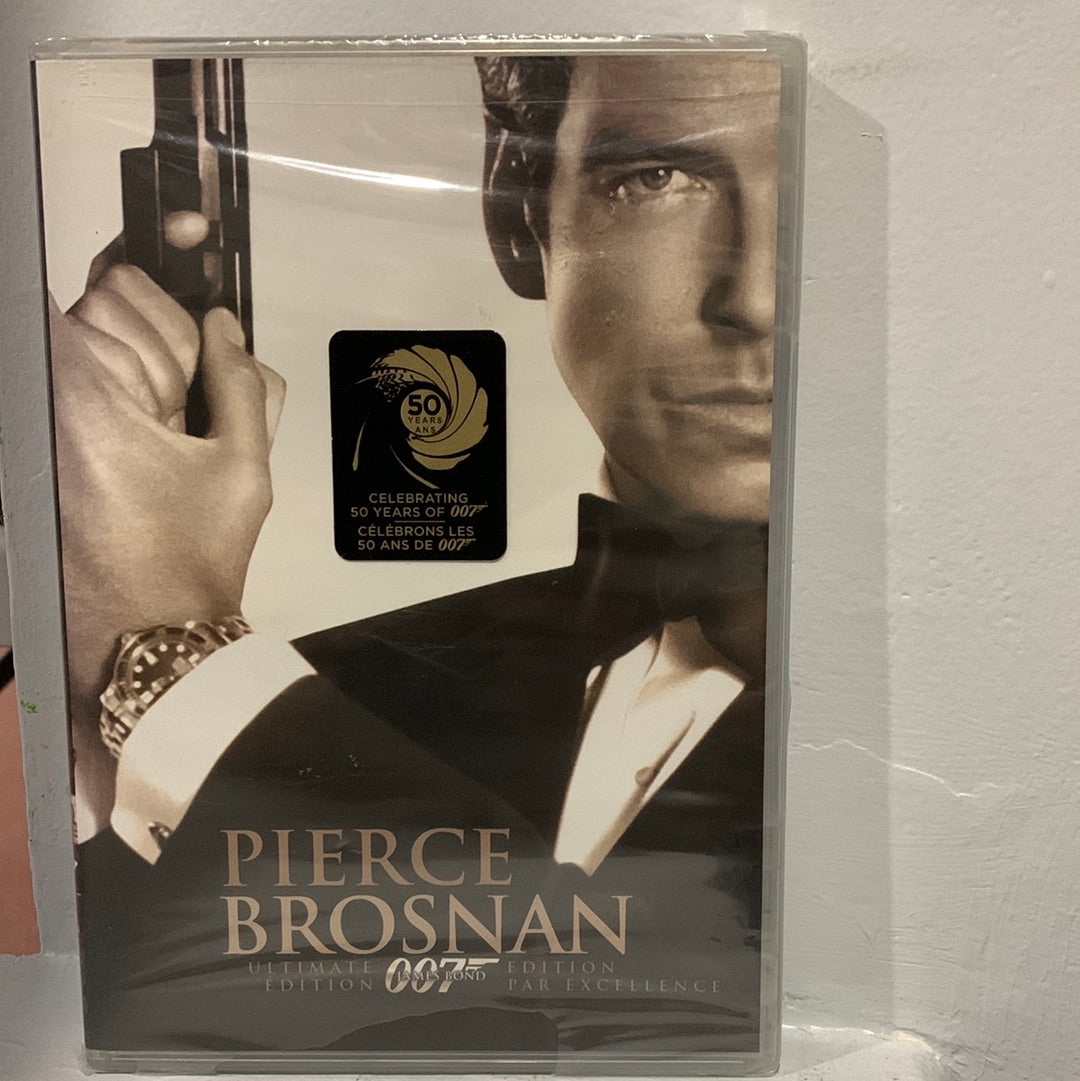 50
YEARS
ANS
CELEBRATING
50 YEARS OF 007
CÉLÉBRONS LES
50 ANS DE 007
PIERCE
BROSNAN
ULTIMATE EDITION
007
JAMES BOND
EDITION PAR EXCELLENCE